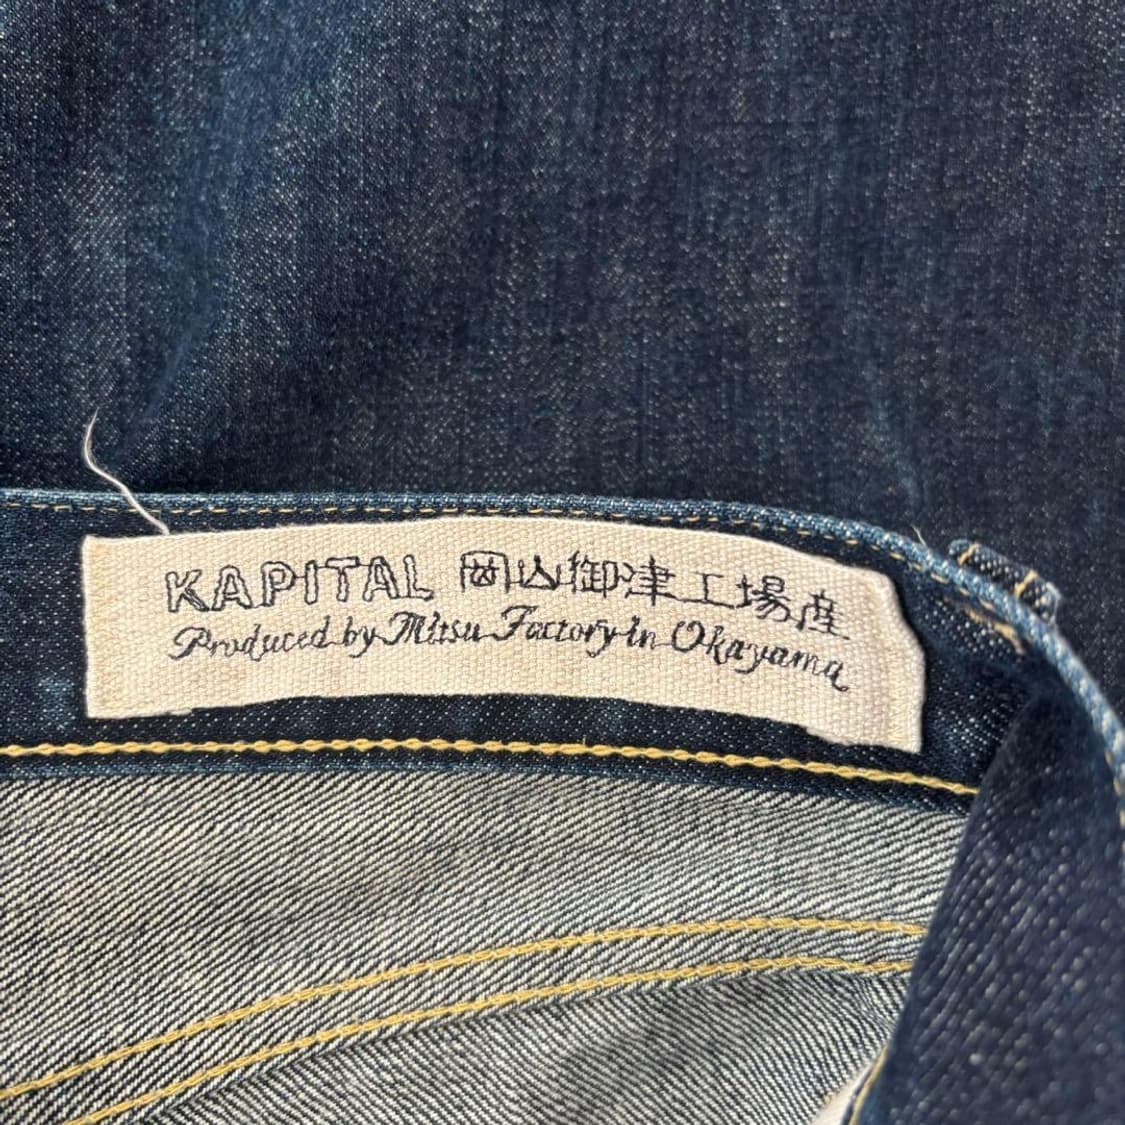 KAPITAL 岡山御津工場産
Produced by Mitsu Factory in Okayama